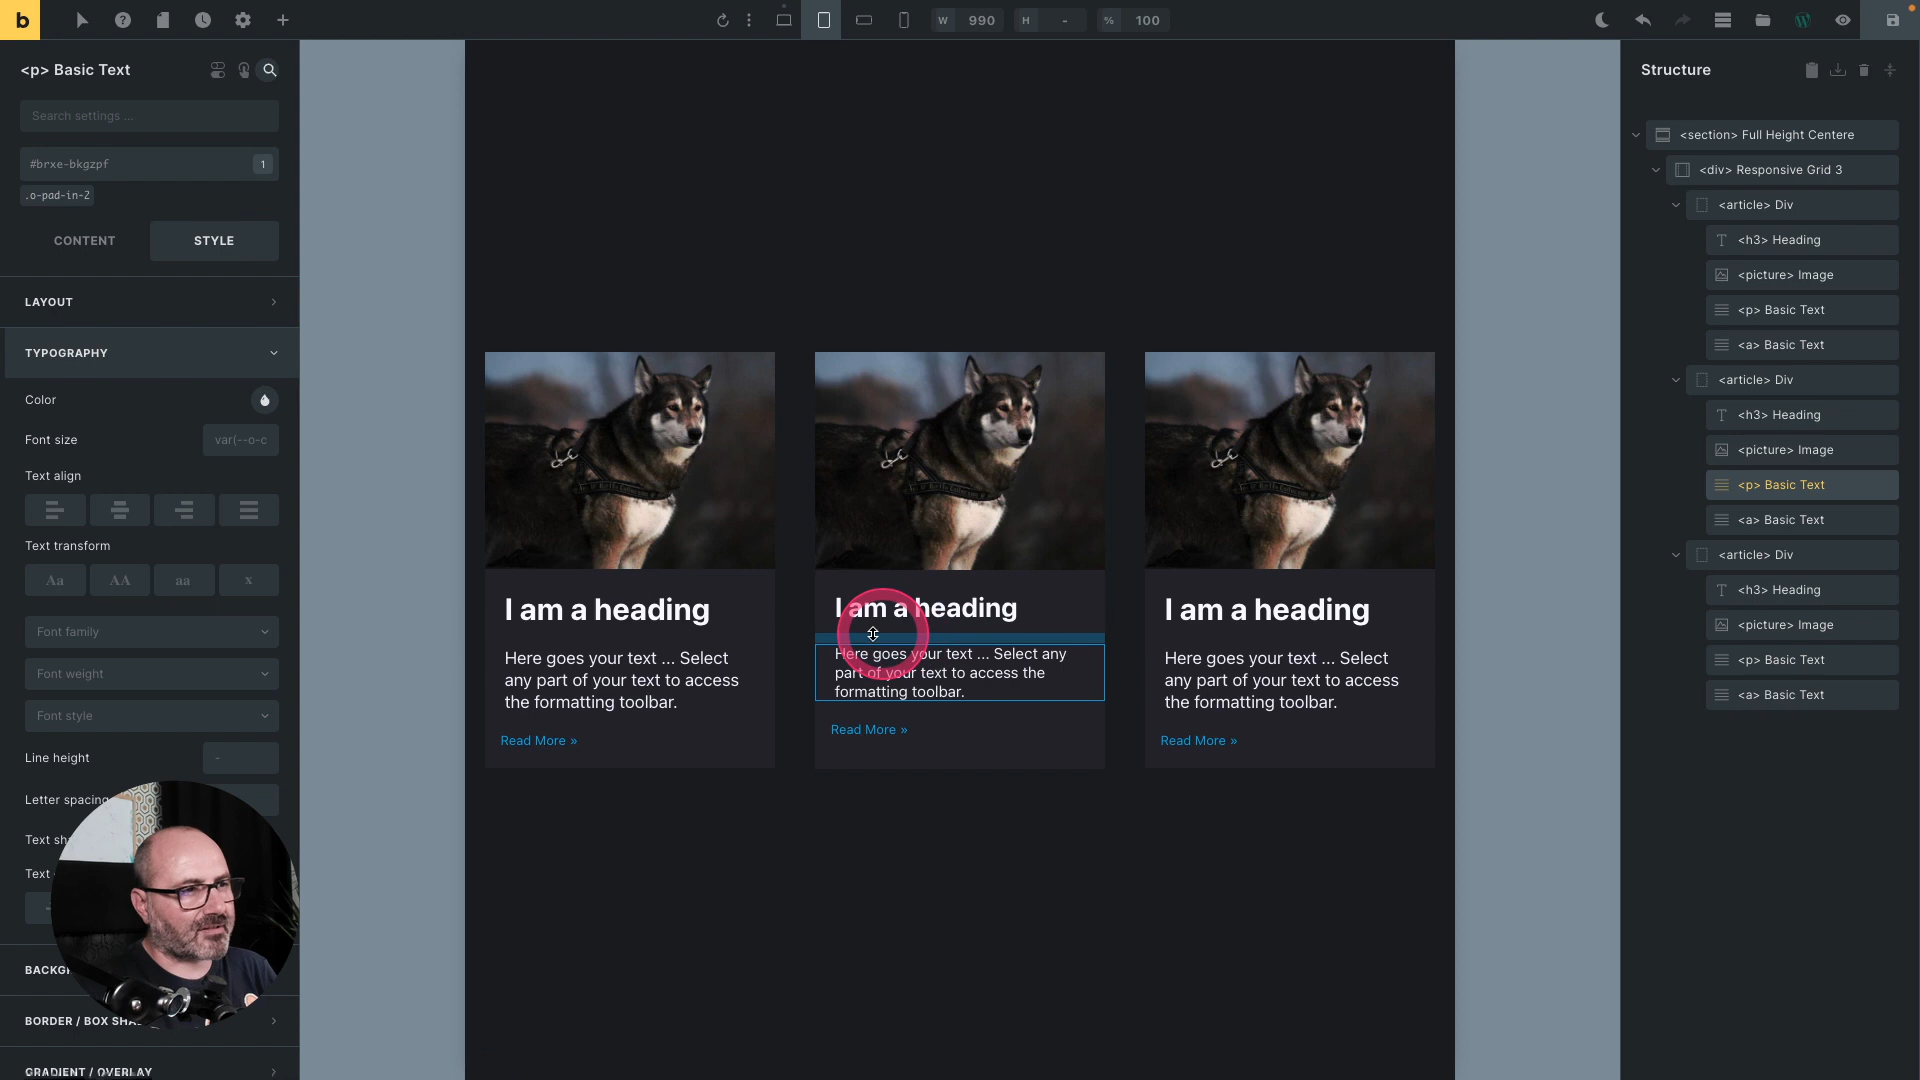 b
W 990 H - % 100
<p> Basic Text
Search settings ...
#brxe-bkgzpf 1
.o-pad-in-2
CONTENT STYLE
LAYOUT
TYPOGRAPHY
Color
Font size var(--o-c
Text align
Text transform
Aa AA aa x
Font family
Font weight
Font style
Line height -
Letter spacing
Text sh
Text
BACKG
BORDER / BOX SHA
GRADIENT / OVERLAY
I am a heading
Here goes your text ... Select
any part of your text to access
the formatting toolbar.
Read More »
I am a heading
Here goes your text ... Select any
part of your text to access the
formatting toolbar.
Read More »
I am a heading
Here goes your text ... Select
any part of your text to access
the formatting toolbar.
Read More »
Structure
<section> Full Height Centere
<div> Responsive Grid 3
<article> Div
<h3> Heading
<picture> Image
<p> Basic Text
<a> Basic Text
<article> Div
<h3> Heading
<picture> Image
<p> Basic Text
<a> Basic Text
<article> Div
<h3> Heading
<picture> Image
<p> Basic Text
<a> Basic Text